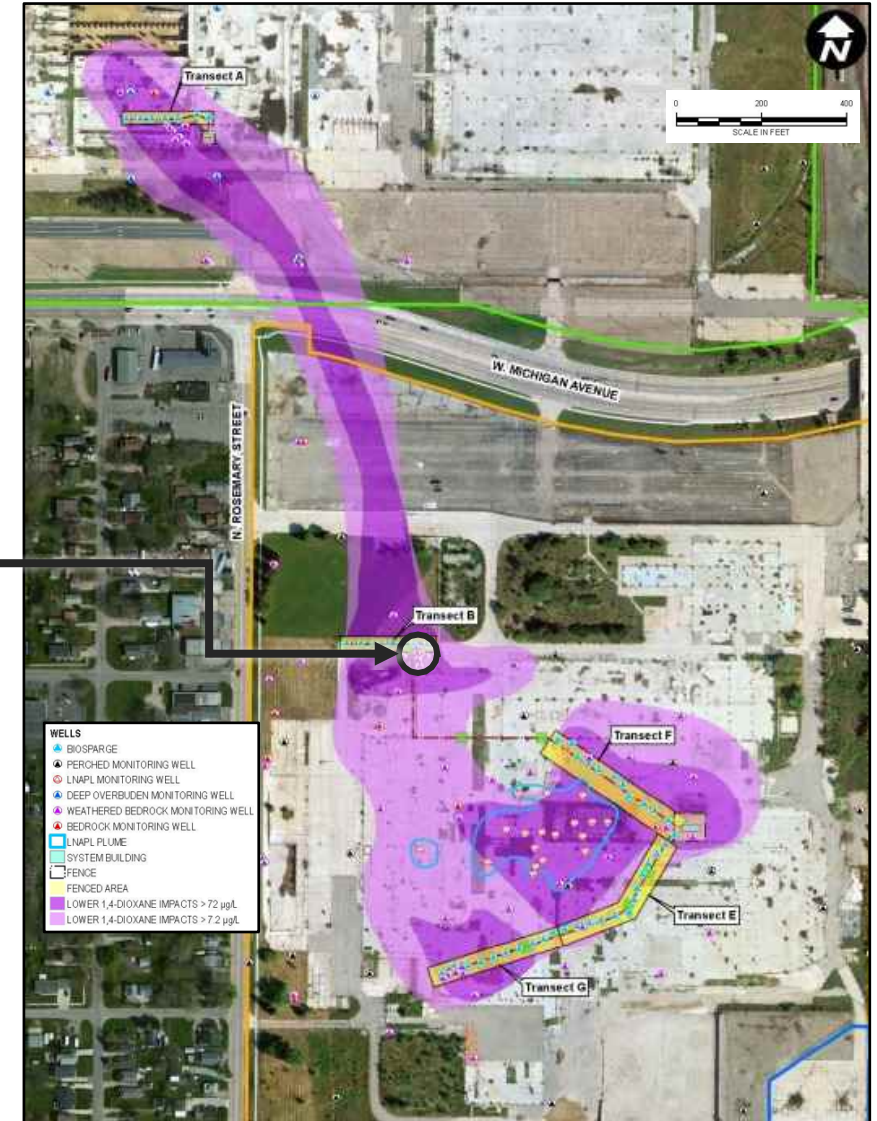 Transect A
N
0 200 400
SCALE IN FEET
W. MICHIGAN AVENUE
N. ROSEMARY STREET
Transect B
Transect F
WELLS
BIOSPARGE
PERCHED MONITORING WELL
LNAPL MONITORING WELL
DEEP OVERBUDEN MONITORING WELL
WEATHERED BEDROCK MONITORING WELL
BEDROCK MONITORING WELL
LNAPL PLUME
SYSTEM BUILDING
FENCE
FENCED AREA
LOWER 1,4-DIOXANE IMPACTS > 72 µg/L
LOWER 1,4-DIOXANE IMPACTS > 7.2 µg/L
Transect E
Transect G